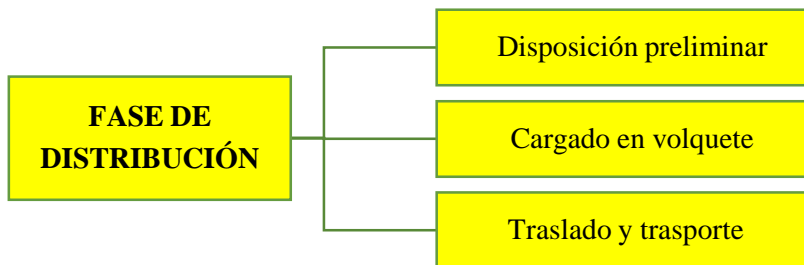 FASE DE
DISTRIBUCIÓN
Disposición preliminar
Cargado en volquete
Traslado y trasporte